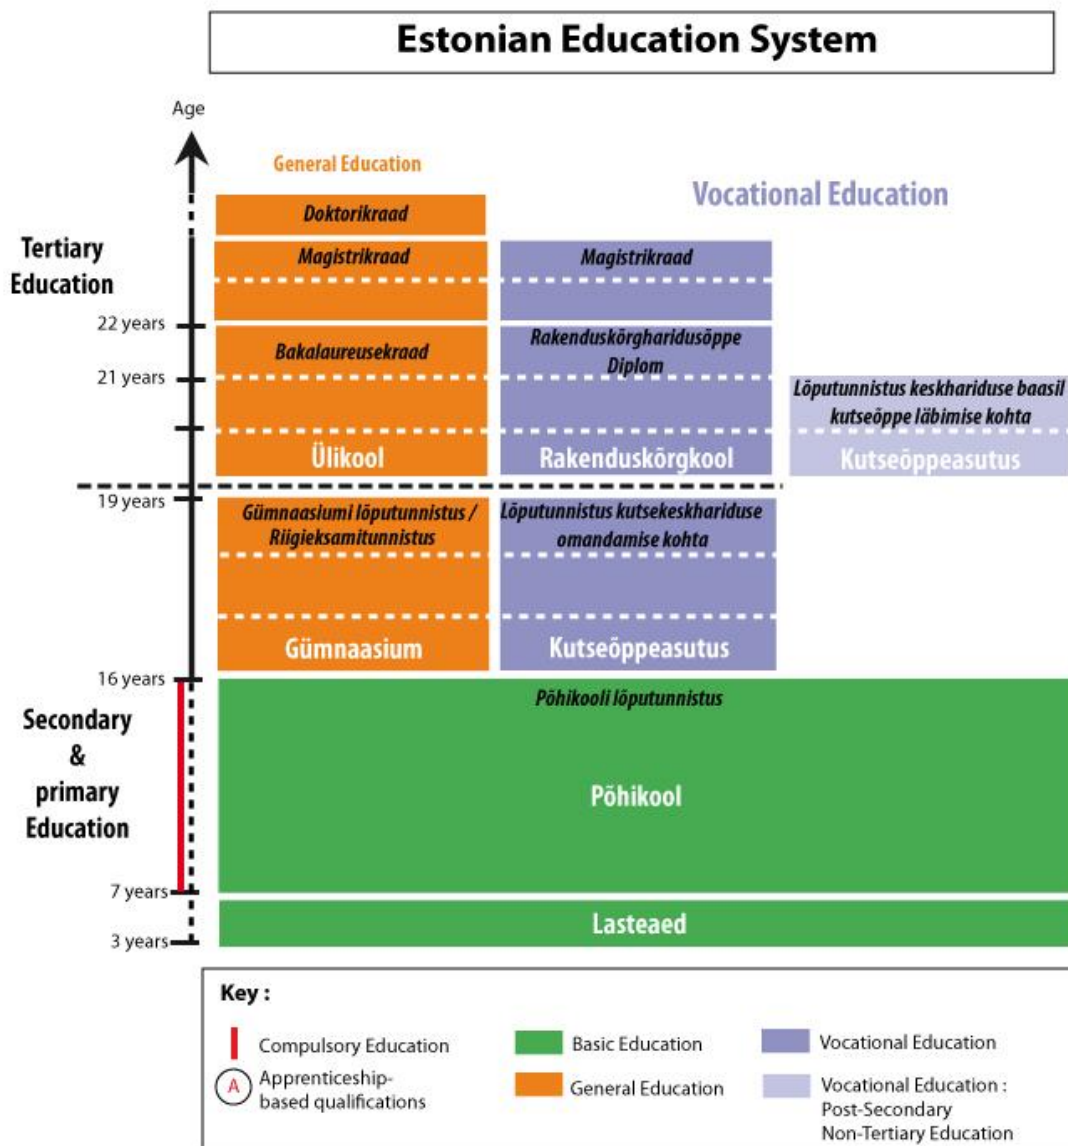 Estonian Education System
Age
General Education
Vocational Education
Doktorikraad
Tertiary
Education
Magistrikraad
Magistrikraad
22 years
Bakalaureusekraad
Rakenduskõrgharidusõppe
Diplom
21 years
Lõputunnistus keskhariduse baasil
kutseõppe läbimise kohta
Ülikool
Rakenduskõrgkool
Kutseõppeasutus
19 years
Gümnaasiumi lõputunnistus /
Riigieksamitunnistus
Lõputunnistus kutsekeskhariduse
omandamise kohta
Gümnaasium
Kutseõppeasutus
16 years
Põhikooli lõputunnistus
Secondary
&
primary
Education
Põhikool
7 years
Lasteaed
3 years
Key :
Compulsory Education
A
Apprenticeship-
based qualifications
Basic Education
General Education
Vocational Education
Vocational Education :
Post-Secondary
Non-Tertiary Education